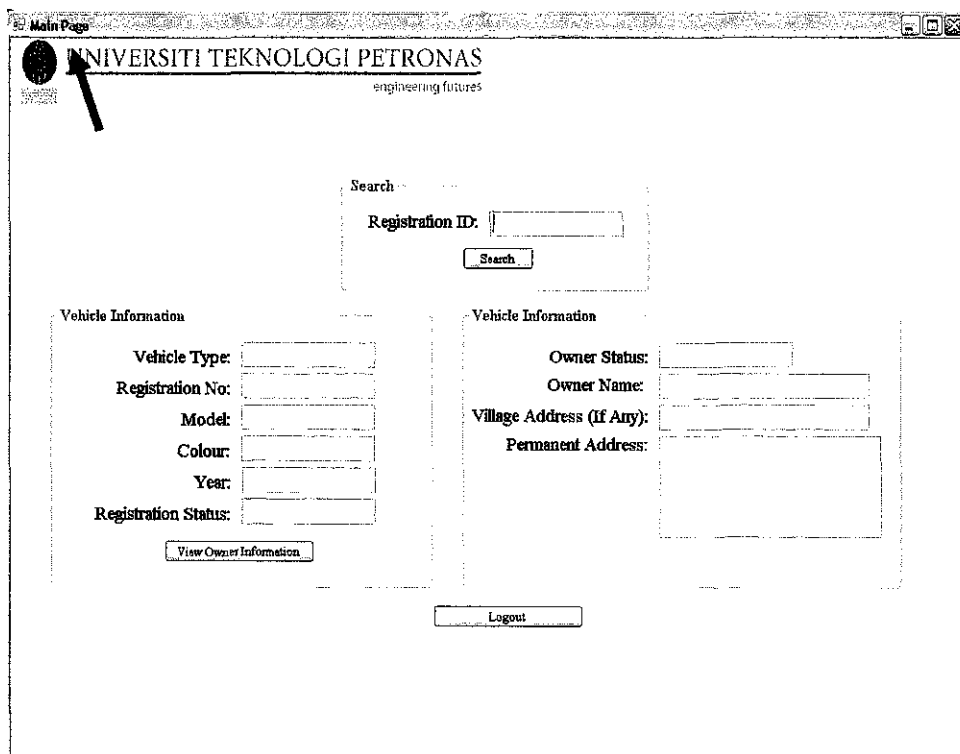 Main Page
UNIVERSITI TEKNOLOGI PETRONAS
engineering futures
Search
Registration ID:
Search
Vehicle Information
Vehicle Type:
Registration No:
Model:
Colour:
Year:
Registration Status:
View Owner Information
Vehicle Information
Owner Status:
Owner Name:
Village Address (If Any):
Permanent Address:
Logout